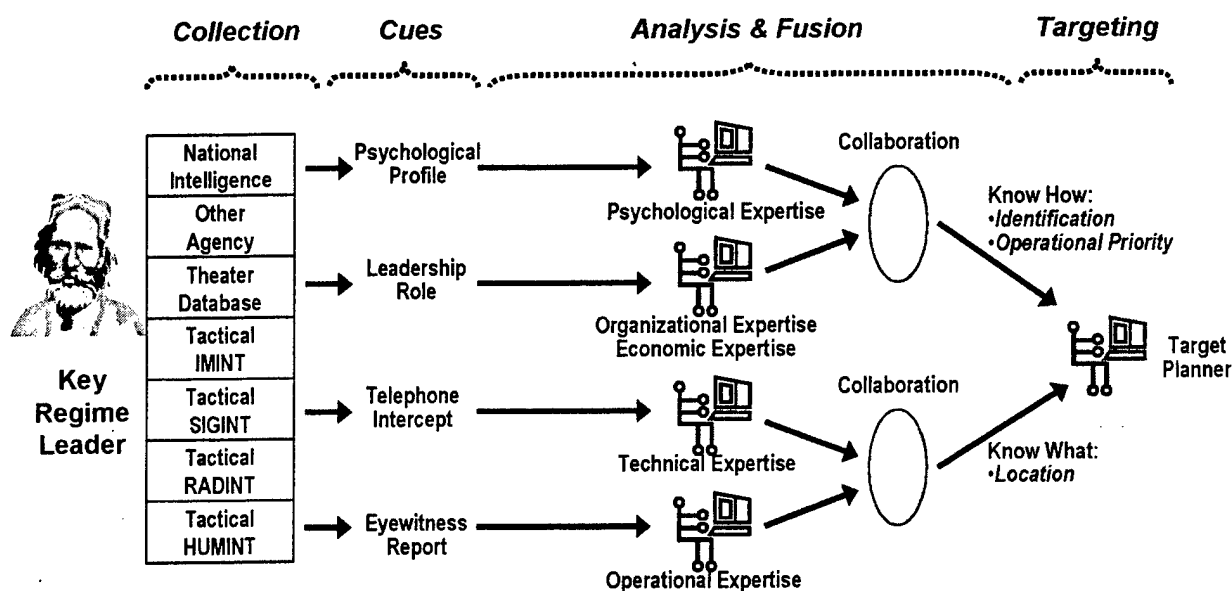 Collection
Cues
Analysis & Fusion
Targeting
Key
Regime
Leader
National
Intelligence
Other
Agency
Theater
Database
Tactical
IMINT
Tactical
SIGINT
Tactical
RADINT
Tactical
HUMINT
Psychological
Profile
Leadership
Role
Telephone
Intercept
Eyewitness
Report
Psychological Expertise
Organizational Expertise
Economic Expertise
Technical Expertise
Operational Expertise
Collaboration
Collaboration
Know How:
•Identification
•Operational Priority
Know What:
•Location
Target
Planner